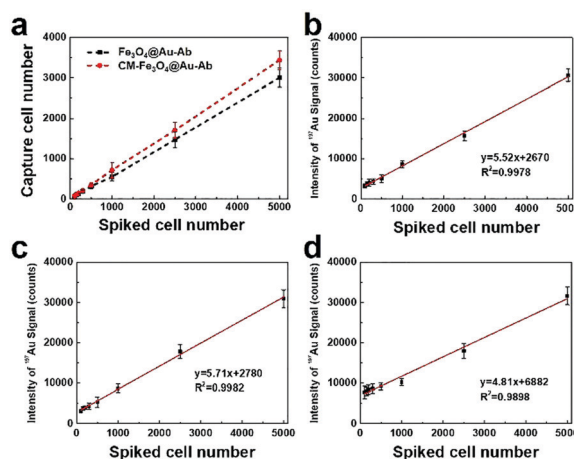 a
Capture cell number
4000
3000
2000
1000
0
Fe₃O₄@Au-Ab
CM-Fe₃O₄@Au-Ab
0 1000 2000 3000 4000 5000
Spiked cell number
b
Intensity of ¹⁹⁷Au Signal (counts)
40000
30000
20000
10000
0
y=5.52x+2670
R²=0.9978
0 1000 2000 3000 4000 5000
Spiked cell number
c
Intensity of ¹⁹⁷Au Signal (counts)
40000
30000
20000
10000
0
y=5.71x+2780
R²=0.9982
0 1000 2000 3000 4000 5000
Spiked cell number
d
Intensity of ¹⁹⁷Au Signal (counts)
40000
30000
20000
10000
0
y=4.81x+6882
R²=0.9898
0 1000 2000 3000 4000 5000
Spiked cell number